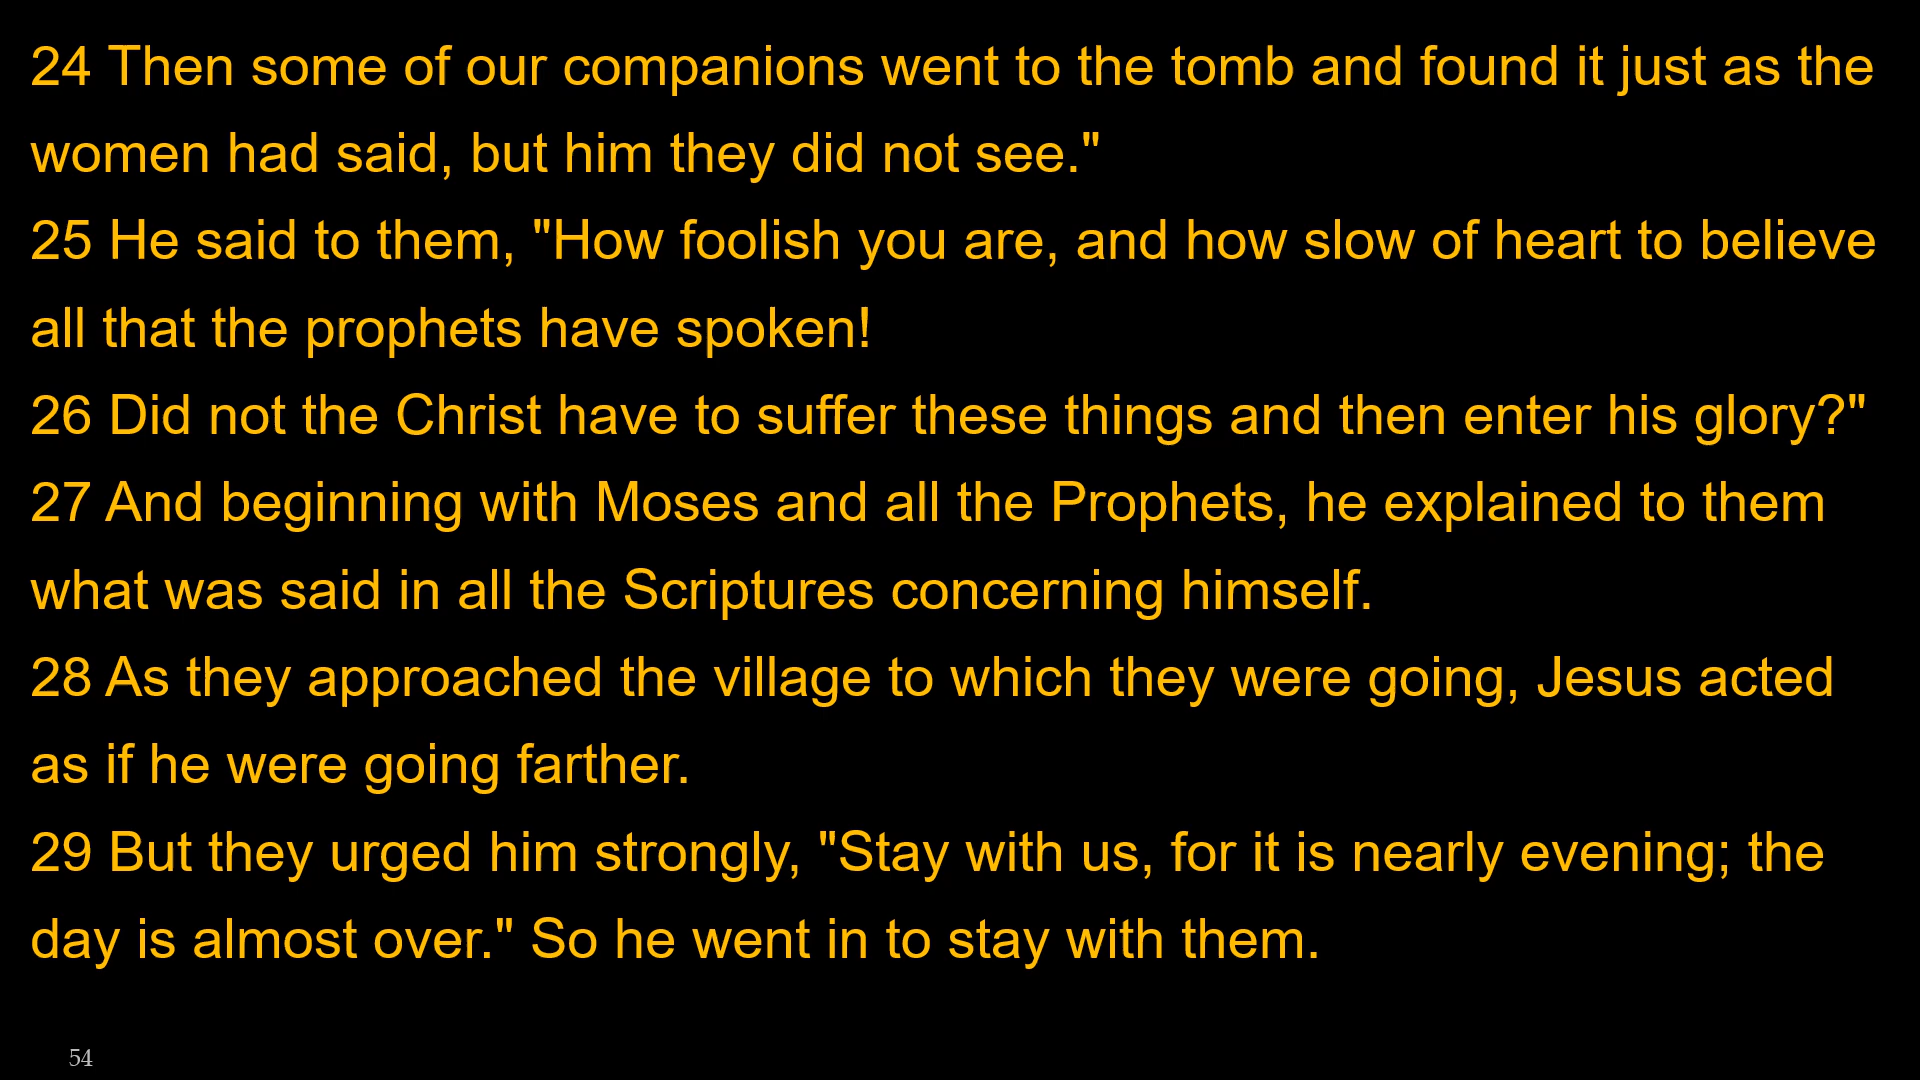 24 Then some of our companions went to the tomb and found it just as the
women had said, but him they did not see."
25 He said to them, "How foolish you are, and how slow of heart to believe
all that the prophets have spoken!
26 Did not the Christ have to suffer these things and then enter his glory?"
27 And beginning with Moses and all the Prophets, he explained to them
what was said in all the Scriptures concerning himself.
28 As they approached the village to which they were going, Jesus acted
as if he were going farther.
29 But they urged him strongly, "Stay with us, for it is nearly evening; the
day is almost over." So he went in to stay with them.
54